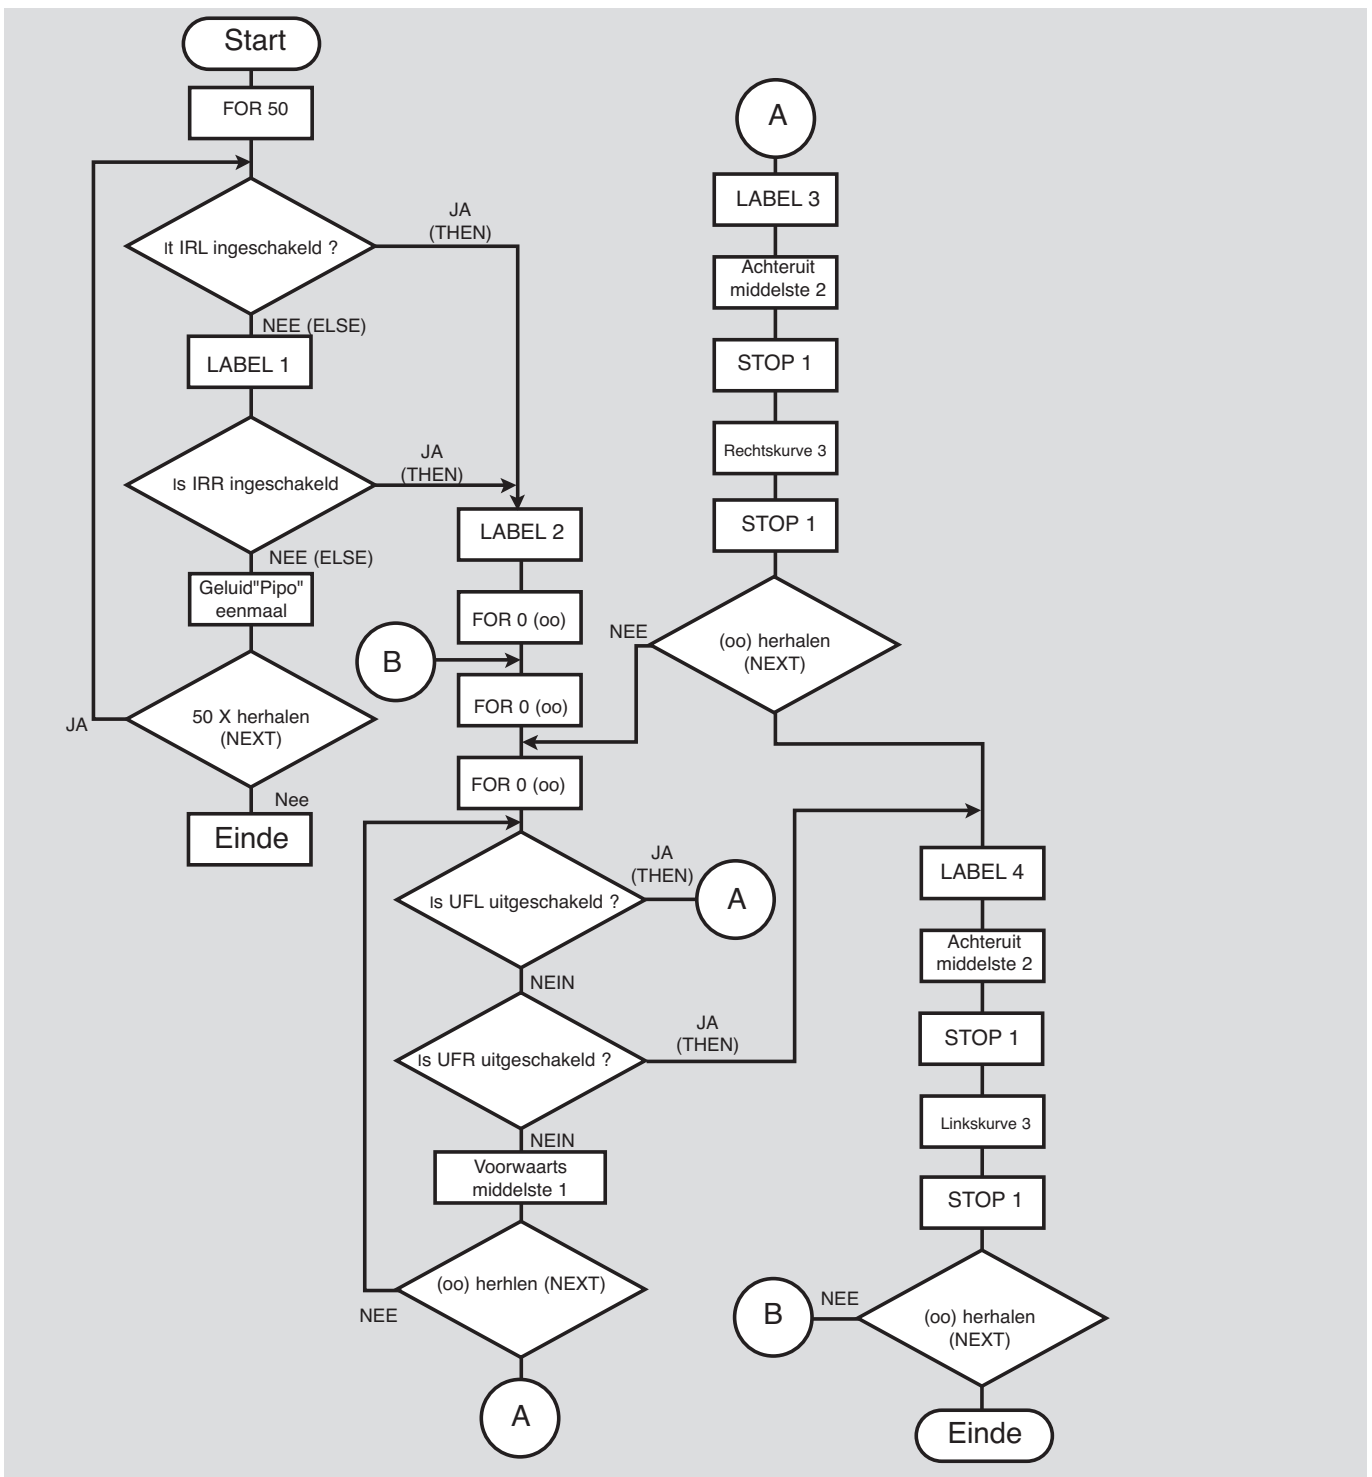 Start
FOR 50
It IRL ingeschakeld ?
JA
(THEN)
NEE (ELSE)
LABEL 1
Is IRR ingeschakeld
JA
(THEN)
NEE (ELSE)
Geluid"Pipo"
eenmaal
50 X herhalen
(NEXT)
JA
Nee
Einde
LABEL 2
FOR 0 (oo)
B
FOR 0 (oo)
FOR 0 (oo)
Is UFL uitgeschakeld ?
JA
(THEN)
A
NEIN
Is UFR uitgeschakeld ?
JA
(THEN)
NEIN
Voorwaarts
middelste 1
(oo) herhlen (NEXT)
NEE
A
A
LABEL 3
Achteruit
middelste 2
STOP 1
Rechtskurve 3
STOP 1
(oo) herhalen
(NEXT)
NEE
LABEL 4
Achteruit
middelste 2
STOP 1
Linkskurve 3
STOP 1
(oo) herhalen
(NEXT)
NEE
B
Einde